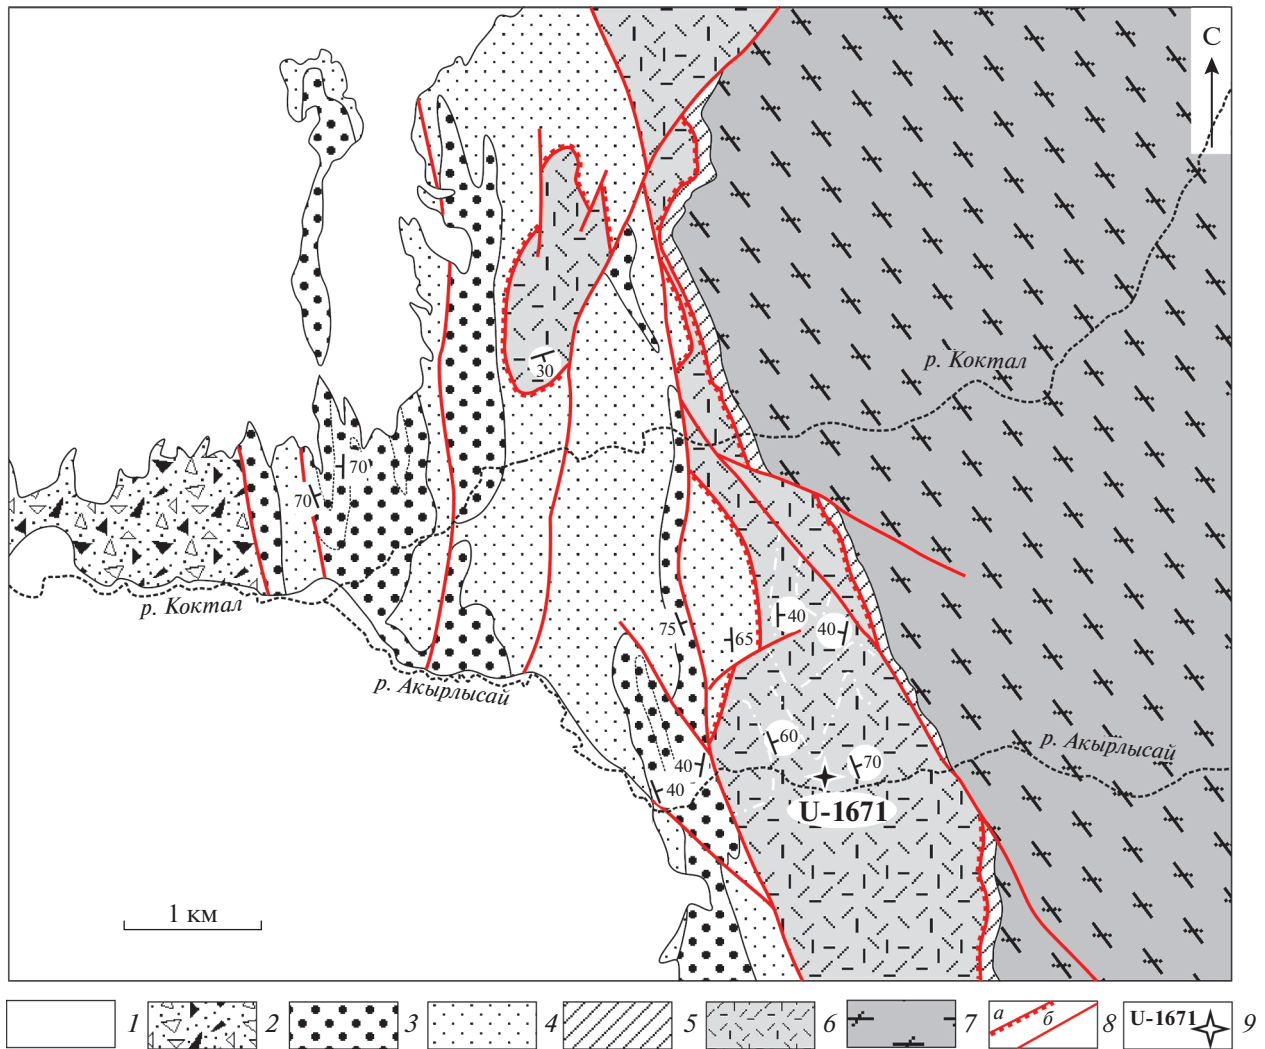 С
р. Коктал
30
70
70
р. Коктал
40
40
75
65
р. Акырлысай
60
р. Акырлысай
40
70
40
U-1671
1 км
1
2
3
4
5
6
7
а
б
8
U-1671
9